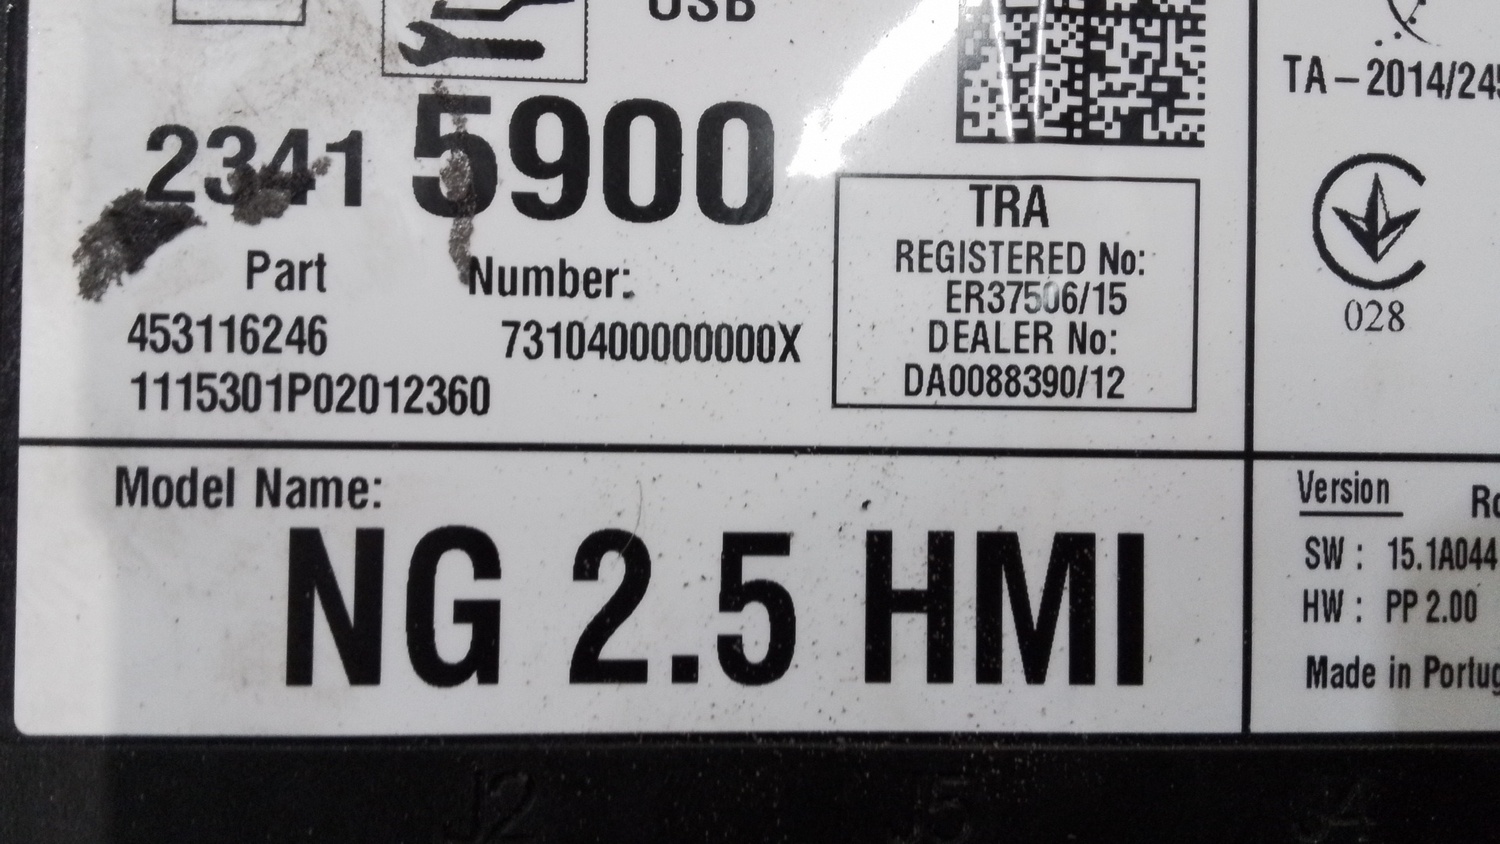 USB
2341 5900
Part Number:
453116246 7310400000000X
1115301P02012360
TRA
REGISTERED No:
ER37506/15
DEALER No:
DA0088390/12
TA-2014/245
028
Model Name:
NG 2.5 HMI
Version
SW : 15.1A044
HW : PP 2.00
Made in Portug